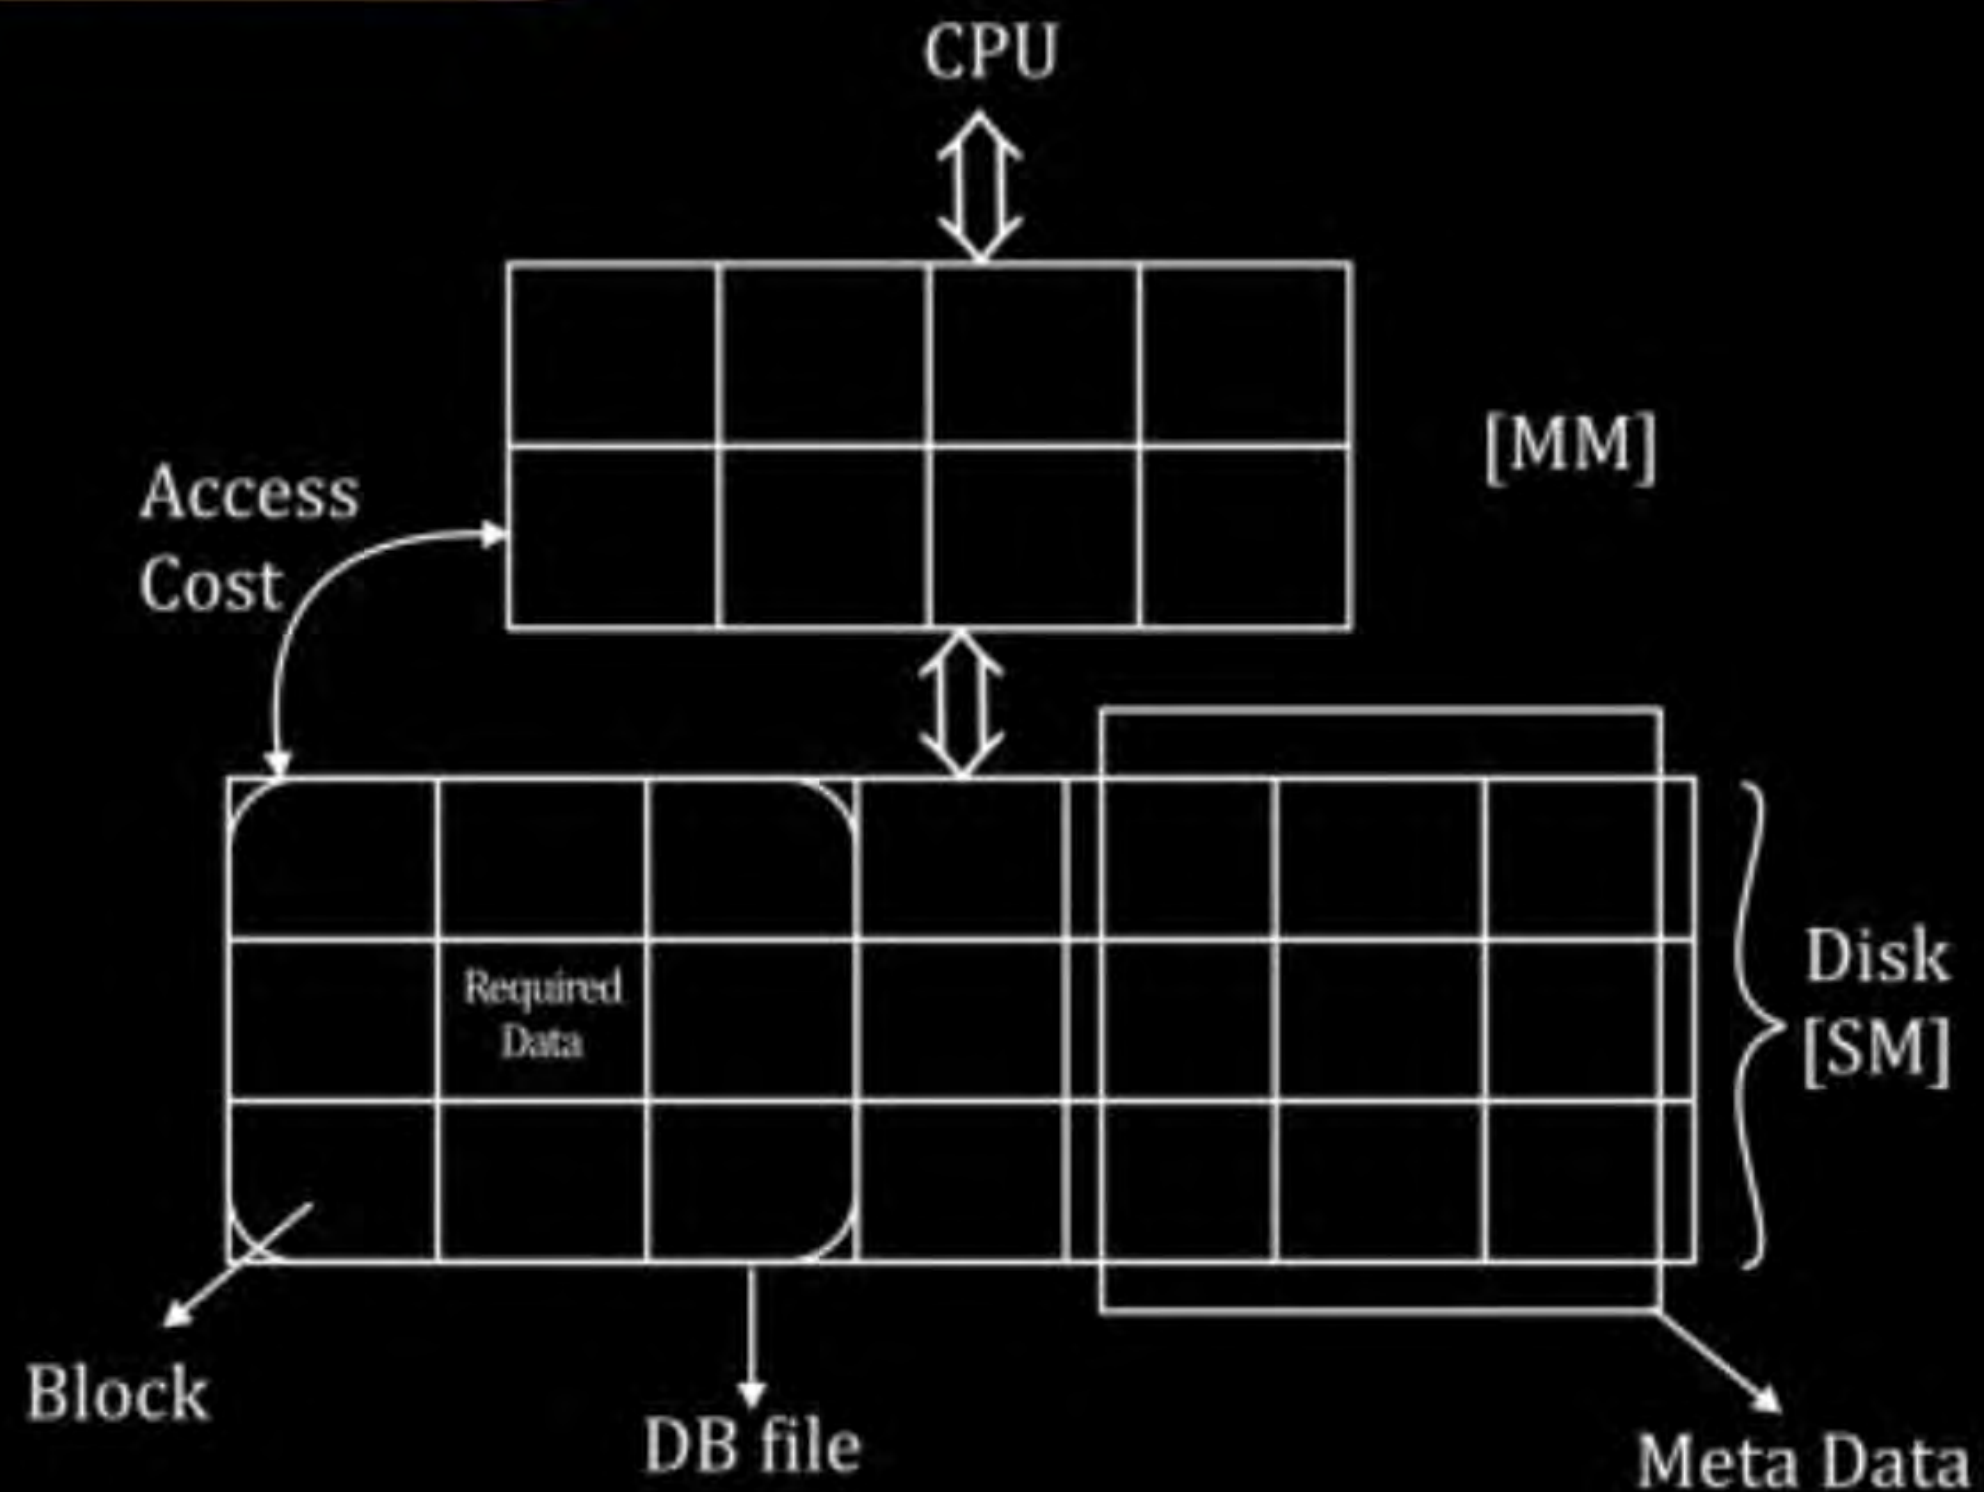 CPU
[MM]
Access
Cost
Required
Data
Disk
[SM]
Block
DB file
Meta Data